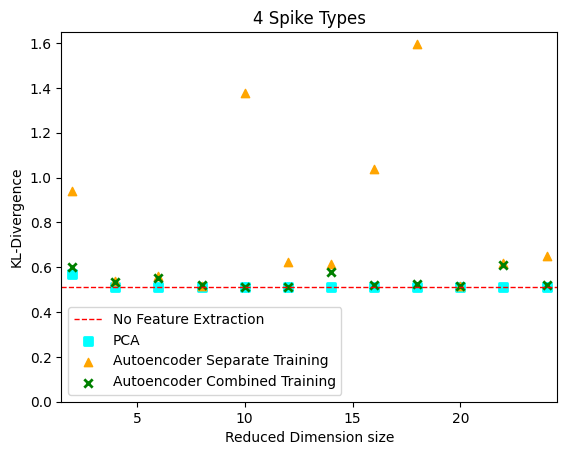 4 Spike Types
KL-Divergence
1.6
1.4
1.2
1.0
0.8
0.6
0.4
0.2
0.0
No Feature Extraction
PCA
Autoencoder Separate Training
Autoencoder Combined Training
5
10
15
20
Reduced Dimension size